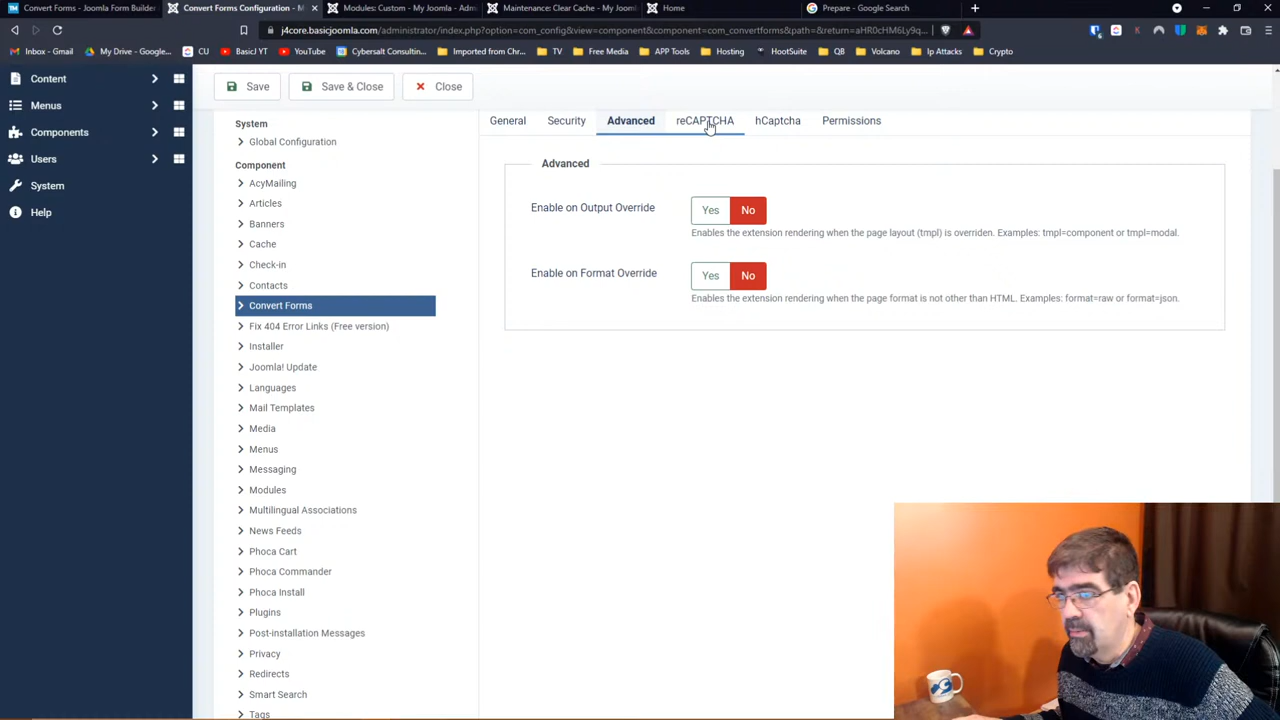 Convert Forms - Joomla Form Builder
Convert Forms Configuration - M
Modules: Custom - My Joomla - Adm
Maintenance: Clear Cache - My Joom
Home
Prepare - Google Search
j4core.basicjoomla.com/administrator/index.php?option=com_config&view=component&component=com_convertforms&path=&return=aHR0cHM6Ly9q...
Inbox - Gmail
My Drive - Google...
CU
BasicJ YT
YouTube
Cybersalt Consulting...
Imported from Chr...
TV
Free Media
APP Tools
Hosting
HootSuite
QB
Volcano
Ip Attacks
Crypto
Content
Menus
Components
Users
System
Help
Save
Save & Close
Close
System
Global Configuration
Component
AcyMailing
Articles
Banners
Cache
Check-in
Contacts
Convert Forms
Fix 404 Error Links (Free version)
Installer
Joomla! Update
Languages
Mail Templates
Media
Menus
Messaging
Modules
Multilingual Associations
News Feeds
Phoca Cart
Phoca Commander
Phoca Install
Plugins
Post-installation Messages
Privacy
Redirects
Smart Search
Tags
General
Security
Advanced
reCAPTCHA
hCaptcha
Permissions
Advanced
Enable on Output Override
Yes
No
Enables the extension rendering when the page layout (tmpl) is overriden. Examples: tmpl=component or tmpl=modal.
Enable on Format Override
Yes
No
Enables the extension rendering when the page format is not other than HTML. Examples: format=raw or format=json.